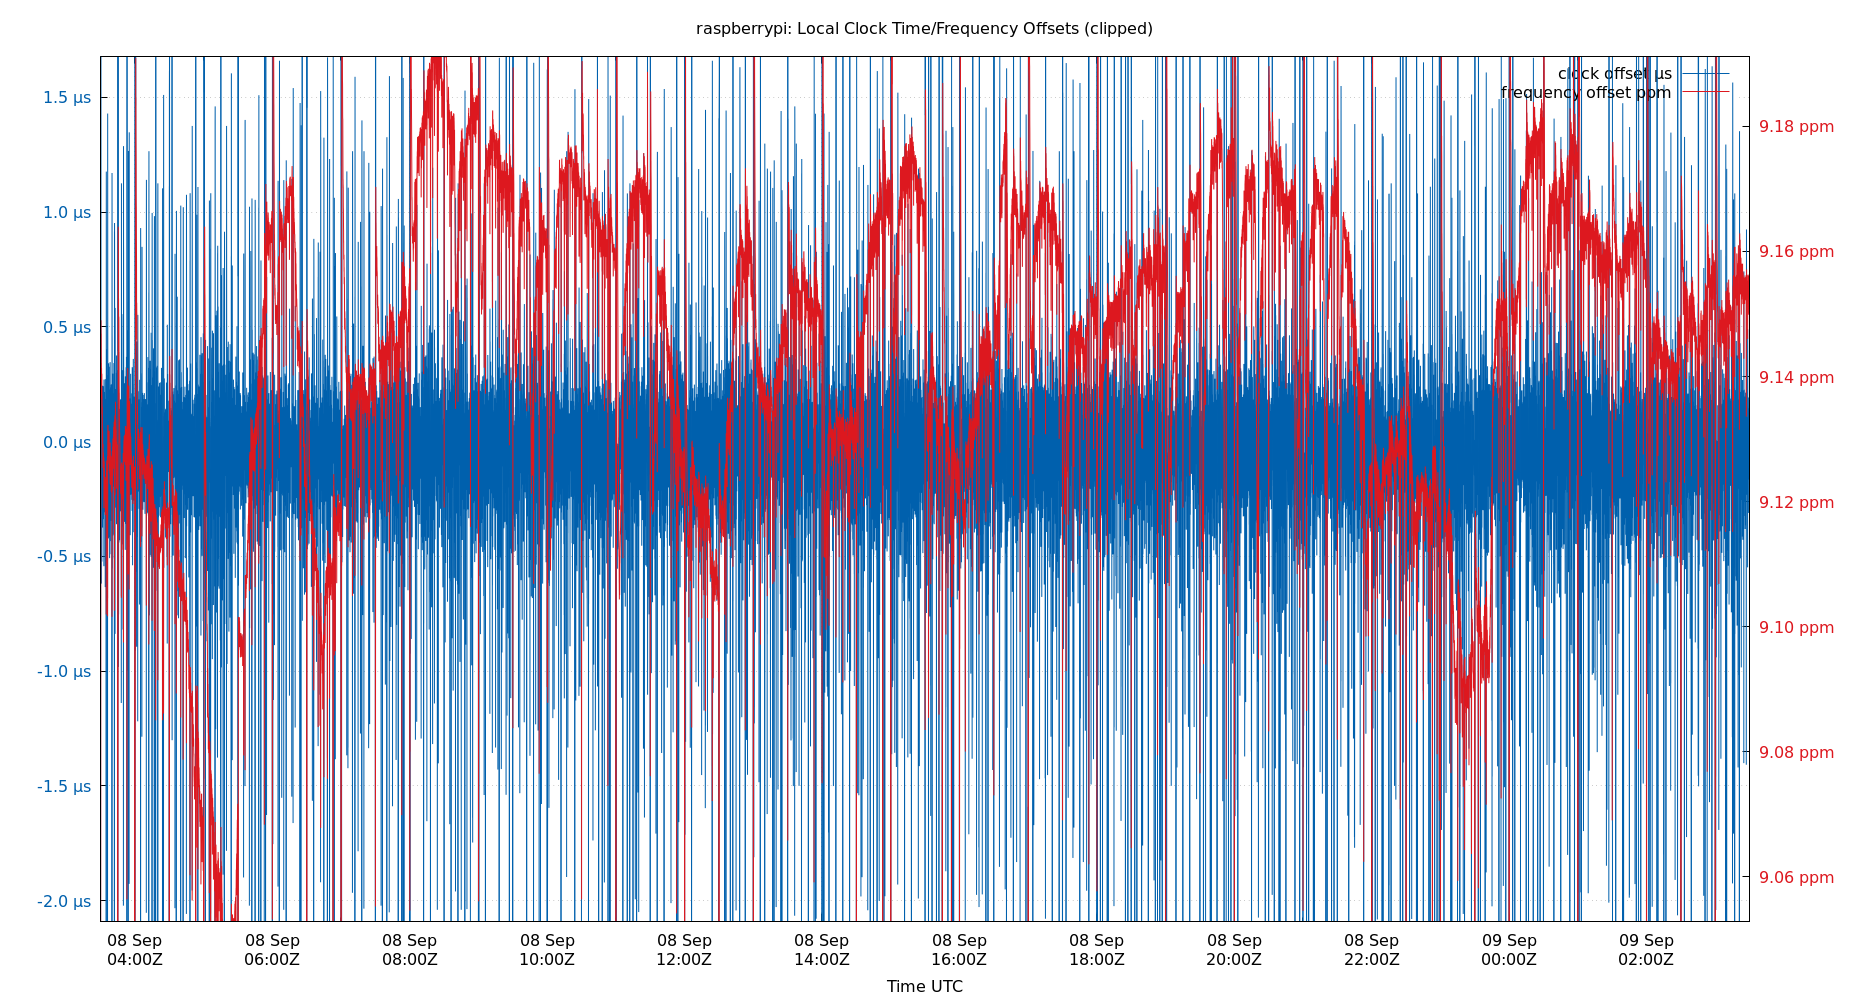 raspberrypi: Local Clock Time/Frequency Offsets (clipped)
clock offset µs
frequency offset ppm
1.5 µs
1.0 µs
0.5 µs
0.0 µs
-0.5 µs
-1.0 µs
-1.5 µs
-2.0 µs
9.18 ppm
9.16 ppm
9.14 ppm
9.12 ppm
9.10 ppm
9.08 ppm
9.06 ppm
08 Sep 08 Sep 08 Sep 08 Sep 08 Sep 08 Sep 08 Sep 08 Sep 08 Sep 08 Sep 09 Sep 09 Sep
04:00Z 06:00Z 08:00Z 10:00Z 12:00Z 14:00Z 16:00Z 18:00Z 20:00Z 22:00Z 00:00Z 02:00Z
Time UTC